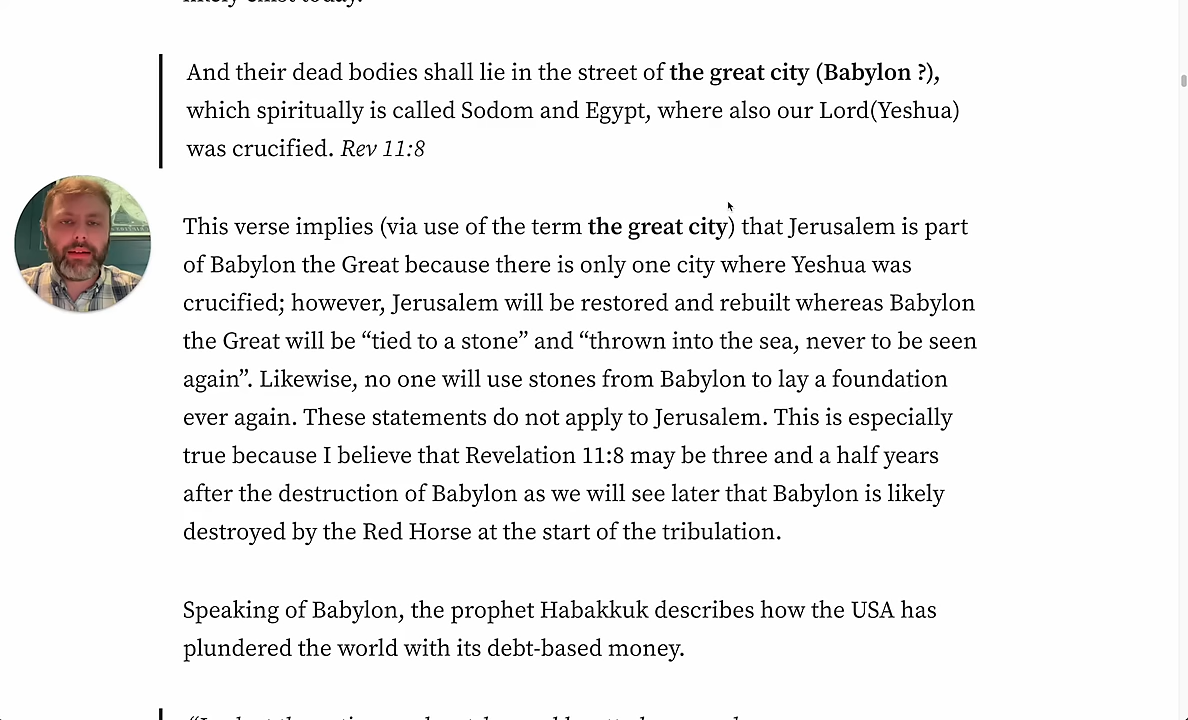 And their dead bodies shall lie in the street of the great city (Babylon ?),
which spiritually is called Sodom and Egypt, where also our Lord(Yeshua)
was crucified. Rev 11:8
This verse implies (via use of the term the great city) that Jerusalem is part
of Babylon the Great because there is only one city where Yeshua was
crucified; however, Jerusalem will be restored and rebuilt whereas Babylon
the Great will be “tied to a stone” and “thrown into the sea, never to be seen
again”. Likewise, no one will use stones from Babylon to lay a foundation
ever again. These statements do not apply to Jerusalem. This is especially
true because I believe that Revelation 11:8 may be three and a half years
after the destruction of Babylon as we will see later that Babylon is likely
destroyed by the Red Horse at the start of the tribulation.
Speaking of Babylon, the prophet Habakkuk describes how the USA has
plundered the world with its debt-based money.